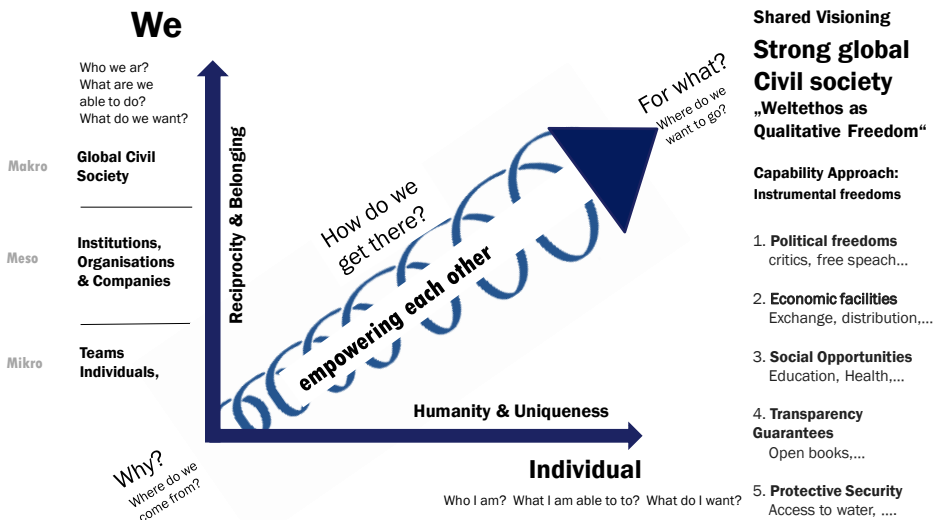 We
Who we ar?
What are we
able to do?
What do we want?
Makro
Global Civil
Society
Meso
Institutions,
Organisations
& Companies
Mikro
Teams
Individuals,
Reciprocity & Belonging
How do we
get there?
empowering each other
For what?
Where do we
want to go?
Humanity & Uniqueness
Why?
Where do we
come from?
Individual
Who I am? What I am able to to? What do I want?
Shared Visioning
Strong global
Civil society
„Weltethos as
Qualitative Freedom“
Capability Approach:
Instrumental freedoms
1. Political freedoms
critics, free speach...
2. Economic facilities
Exchange, distribution,...
3. Social Opportunities
Education, Health,...
4. Transparency
Guarantees
Open books,...
5. Protective Security
Access to water, ....